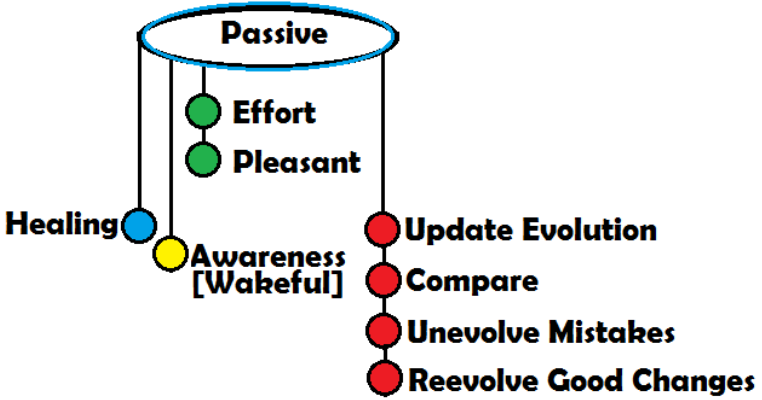 Passive
Effort
Pleasant
Healing
Awareness
[Wakeful]
Update Evolution
Compare
Unevolve Mistakes
Reevolve Good Changes